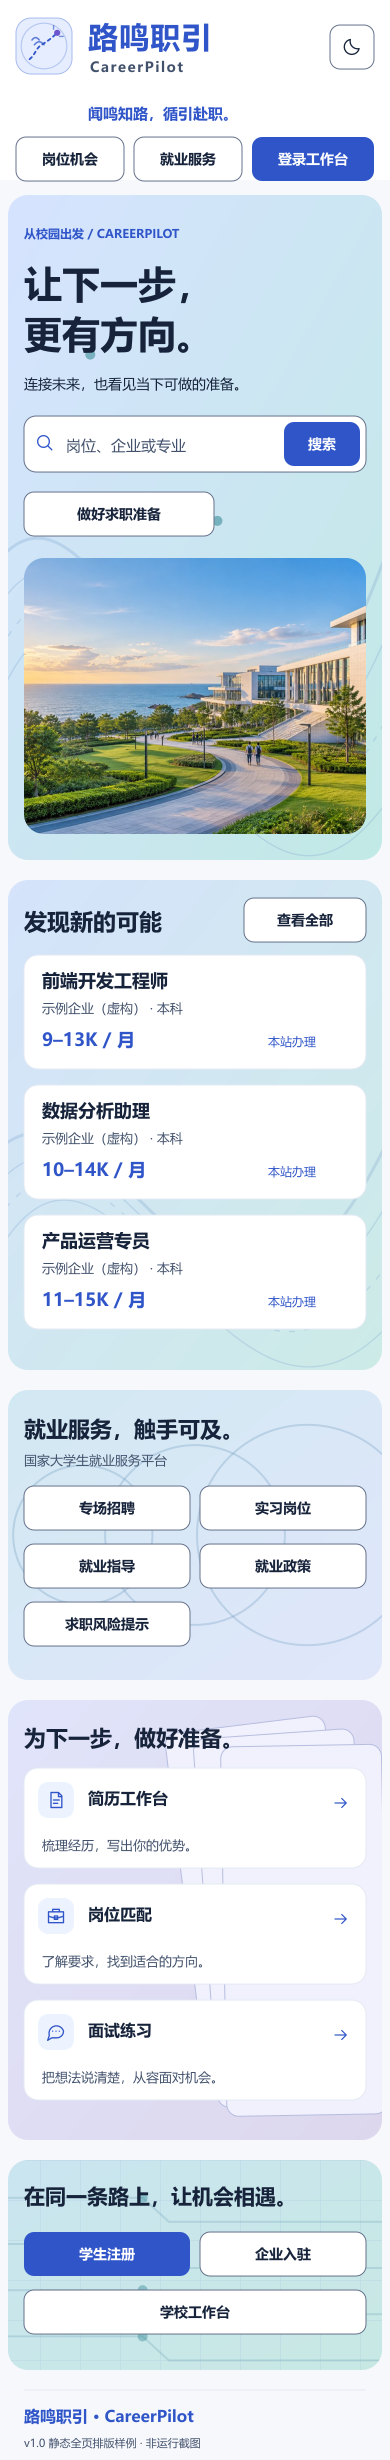 路鸣职引
CareerPilot
闻鸣知路，循引赴职。
岗位机会
就业服务
登录工作台
从校园出发 / CAREERPILOT
让下一步，
更有方向。
连接未来，也看见当下可做的准备。
岗位、企业或专业
搜索
做好求职准备
发现新的可能
查看全部
前端开发工程师
示例企业（虚构） · 本科
9–13K / 月
本站办理
数据分析助理
示例企业（虚构） · 本科
10–14K / 月
本站办理
产品运营专员
示例企业（虚构） · 本科
11–15K / 月
本站办理
就业服务，触手可及。
国家大学生就业服务平台
专场招聘
实习岗位
就业指导
就业政策
求职风险提示
为下一步，做好准备。
简历工作台
→
梳理经历，写出你的优势。
岗位匹配
→
了解要求，找到适合的方向。
面试练习
→
把想法说清楚，从容面对机会。
在同一条路上，让机会相遇。
学生注册
企业入驻
学校工作台
路鸣职引 · CareerPilot
v1.0 静态全页排版样例 · 非运行截图